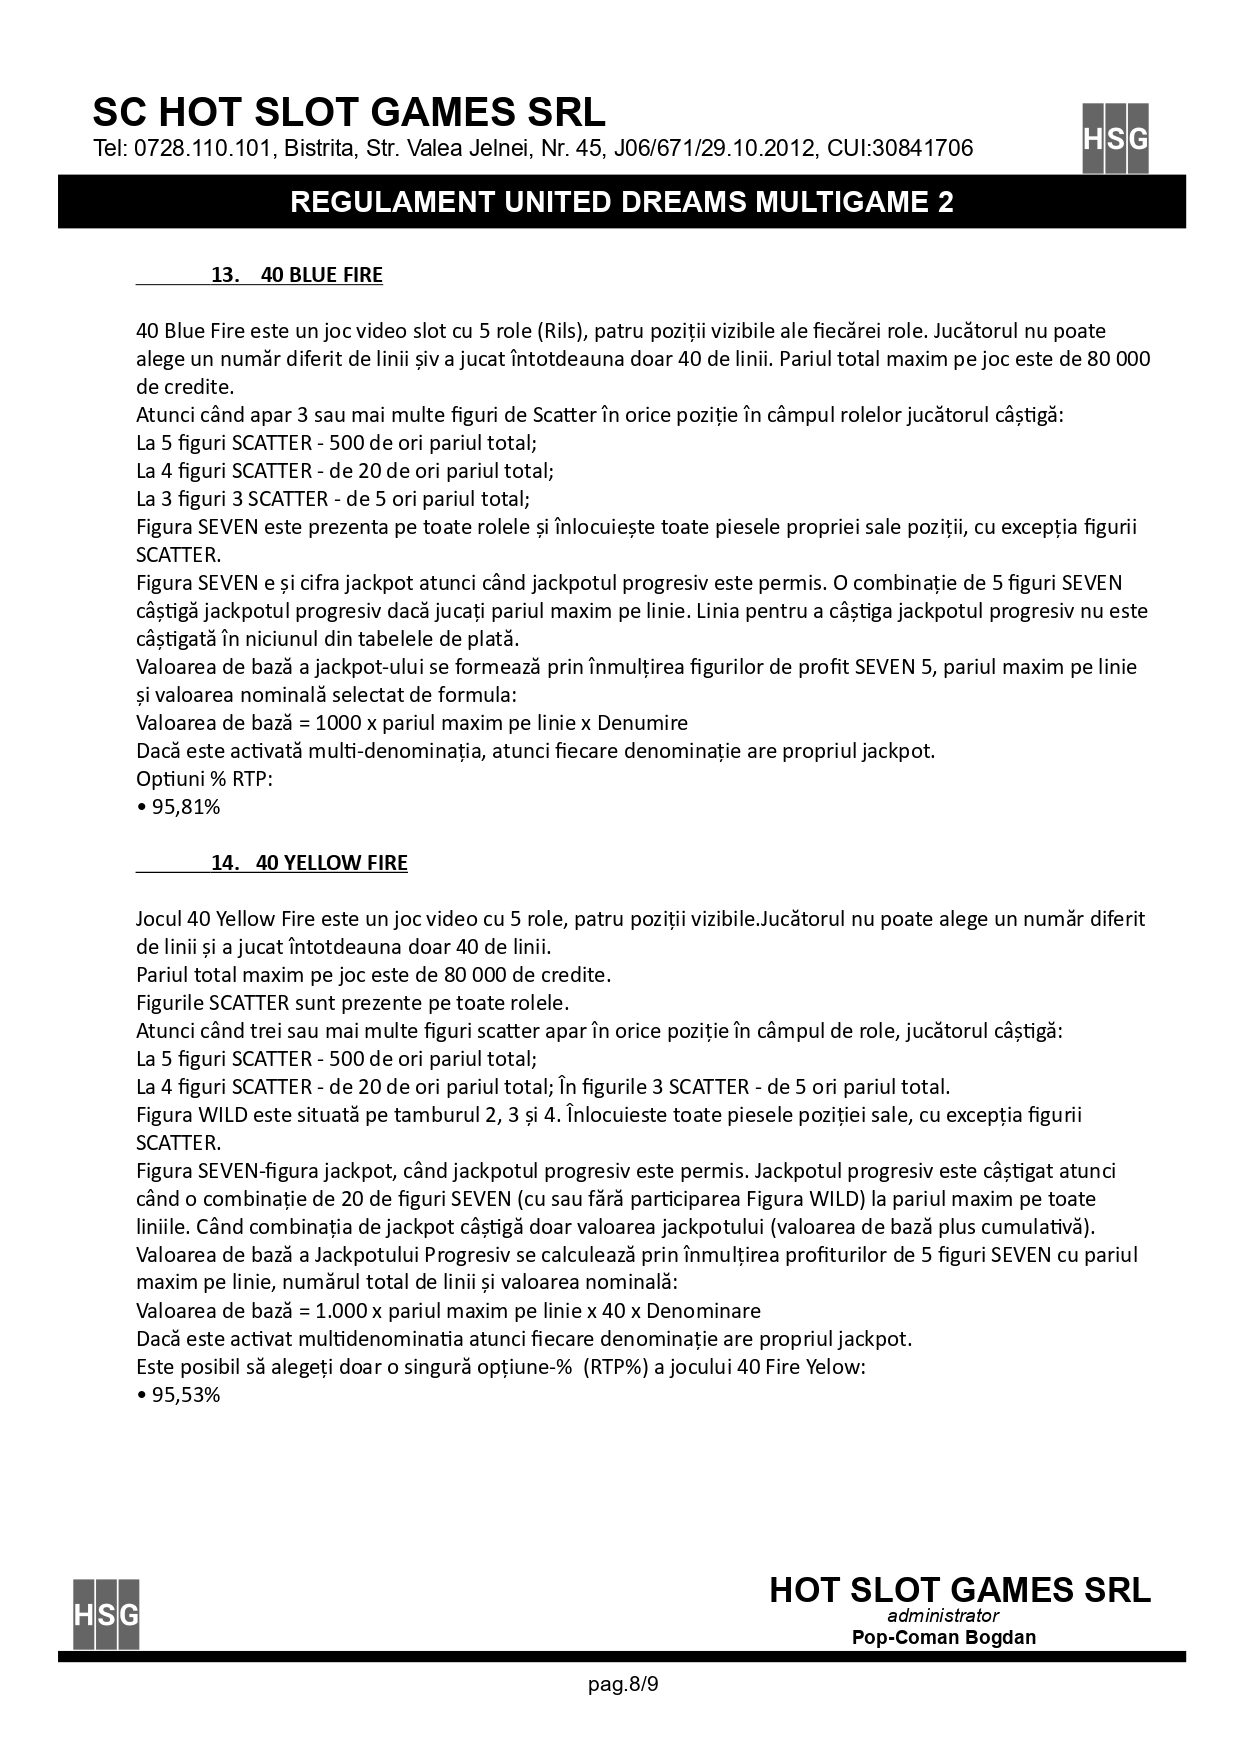 SC HOT SLOT GAMES SRL
Tel: 0728.110.101, Bistrita, Str. Valea Jelnei, Nr. 45, J06/671/29.10.2012, CUI:30841706
HSG
REGULAMENT UNITED DREAMS MULTIGAME 2
13. 40 BLUE FIRE
40 Blue Fire este un joc video slot cu 5 role (Rils), patru poziții vizibile ale fiecărei role. Jucătorul nu poate
alege un număr diferit de linii șiv a jucat întotdeauna doar 40 de linii. Pariul total maxim pe joc este de 80 000
de credite.
Atunci când apar 3 sau mai multe figuri de Scatter în orice poziție în câmpul rolelor jucătorul câștigă:
La 5 figuri SCATTER - 500 de ori pariul total;
La 4 figuri SCATTER - de 20 de ori pariul total;
La 3 figuri 3 SCATTER - de 5 ori pariul total;
Figura SEVEN este prezenta pe toate rolele și înlocuiește toate piesele propriei sale poziții, cu excepția figurii
SCATTER.
Figura SEVEN e și cifra jackpot atunci când jackpotul progresiv este permis. O combinație de 5 figuri SEVEN
câștigă jackpotul progresiv dacă jucați pariul maxim pe linie. Linia pentru a câștiga jackpotul progresiv nu este
câștigată în niciunul din tabelele de plată.
Valoarea de bază a jackpot-ului se formează prin înmulțirea figurilor de profit SEVEN 5, pariul maxim pe linie
și valoarea nominală selectat de formula:
Valoarea de bază = 1000 x pariul maxim pe linie x Denumire
Dacă este activată multi-denominația, atunci fiecare denominație are propriul jackpot.
Optiuni % RTP:
• 95,81%
14. 40 YELLOW FIRE
Jocul 40 Yellow Fire este un joc video cu 5 role, patru poziții vizibile.Jucătorul nu poate alege un număr diferit
de linii și a jucat întotdeauna doar 40 de linii.
Pariul total maxim pe joc este de 80 000 de credite.
Figurile SCATTER sunt prezente pe toate rolele.
Atunci când trei sau mai multe figuri scatter apar în orice poziție în câmpul de role, jucătorul câștigă:
La 5 figuri SCATTER - 500 de ori pariul total;
La 4 figuri SCATTER - de 20 de ori pariul total; În figurile 3 SCATTER - de 5 ori pariul total.
Figura WILD este situată pe tamburul 2, 3 și 4. Înlocuieste toate piesele poziției sale, cu excepția figurii
SCATTER.
Figura SEVEN-figura jackpot, când jackpotul progresiv este permis. Jackpotul progresiv este câștigat atunci
când o combinație de 20 de figuri SEVEN (cu sau fără participarea Figura WILD) la pariul maxim pe toate
liniile. Când combinația de jackpot câștigă doar valoarea jackpotului (valoarea de bază plus cumulativă).
Valoarea de bază a Jackpotului Progresiv se calculează prin înmulțirea profiturilor de 5 figuri SEVEN cu pariul
maxim pe linie, numărul total de linii și valoarea nominală:
Valoarea de bază = 1.000 x pariul maxim pe linie x 40 x Denominare
Dacă este activat multidenominatia atunci fiecare denominație are propriul jackpot.
Este posibil să alegeți doar o singură opțiune-% (RTP%) a jocului 40 Fire Yelow:
• 95,53%
HSG
HOT SLOT GAMES SRL
administrator
Pop-Coman Bogdan
pag.8/9